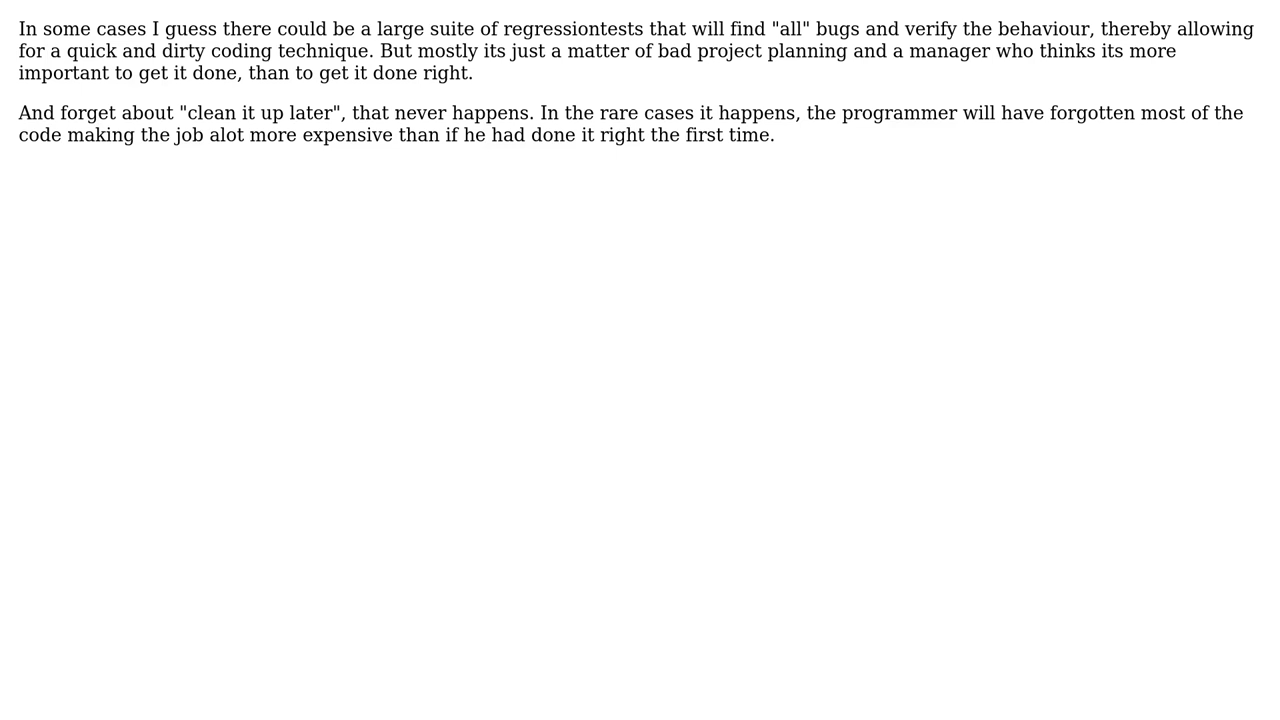 In some cases I guess there could be a large suite of regressiontests that will find "all" bugs and verify the behaviour, thereby allowing
for a quick and dirty coding technique. But mostly its just a matter of bad project planning and a manager who thinks its more
important to get it done, than to get it done right.
And forget about "clean it up later", that never happens. In the rare cases it happens, the programmer will have forgotten most of the
code making the job alot more expensive than if he had done it right the first time.